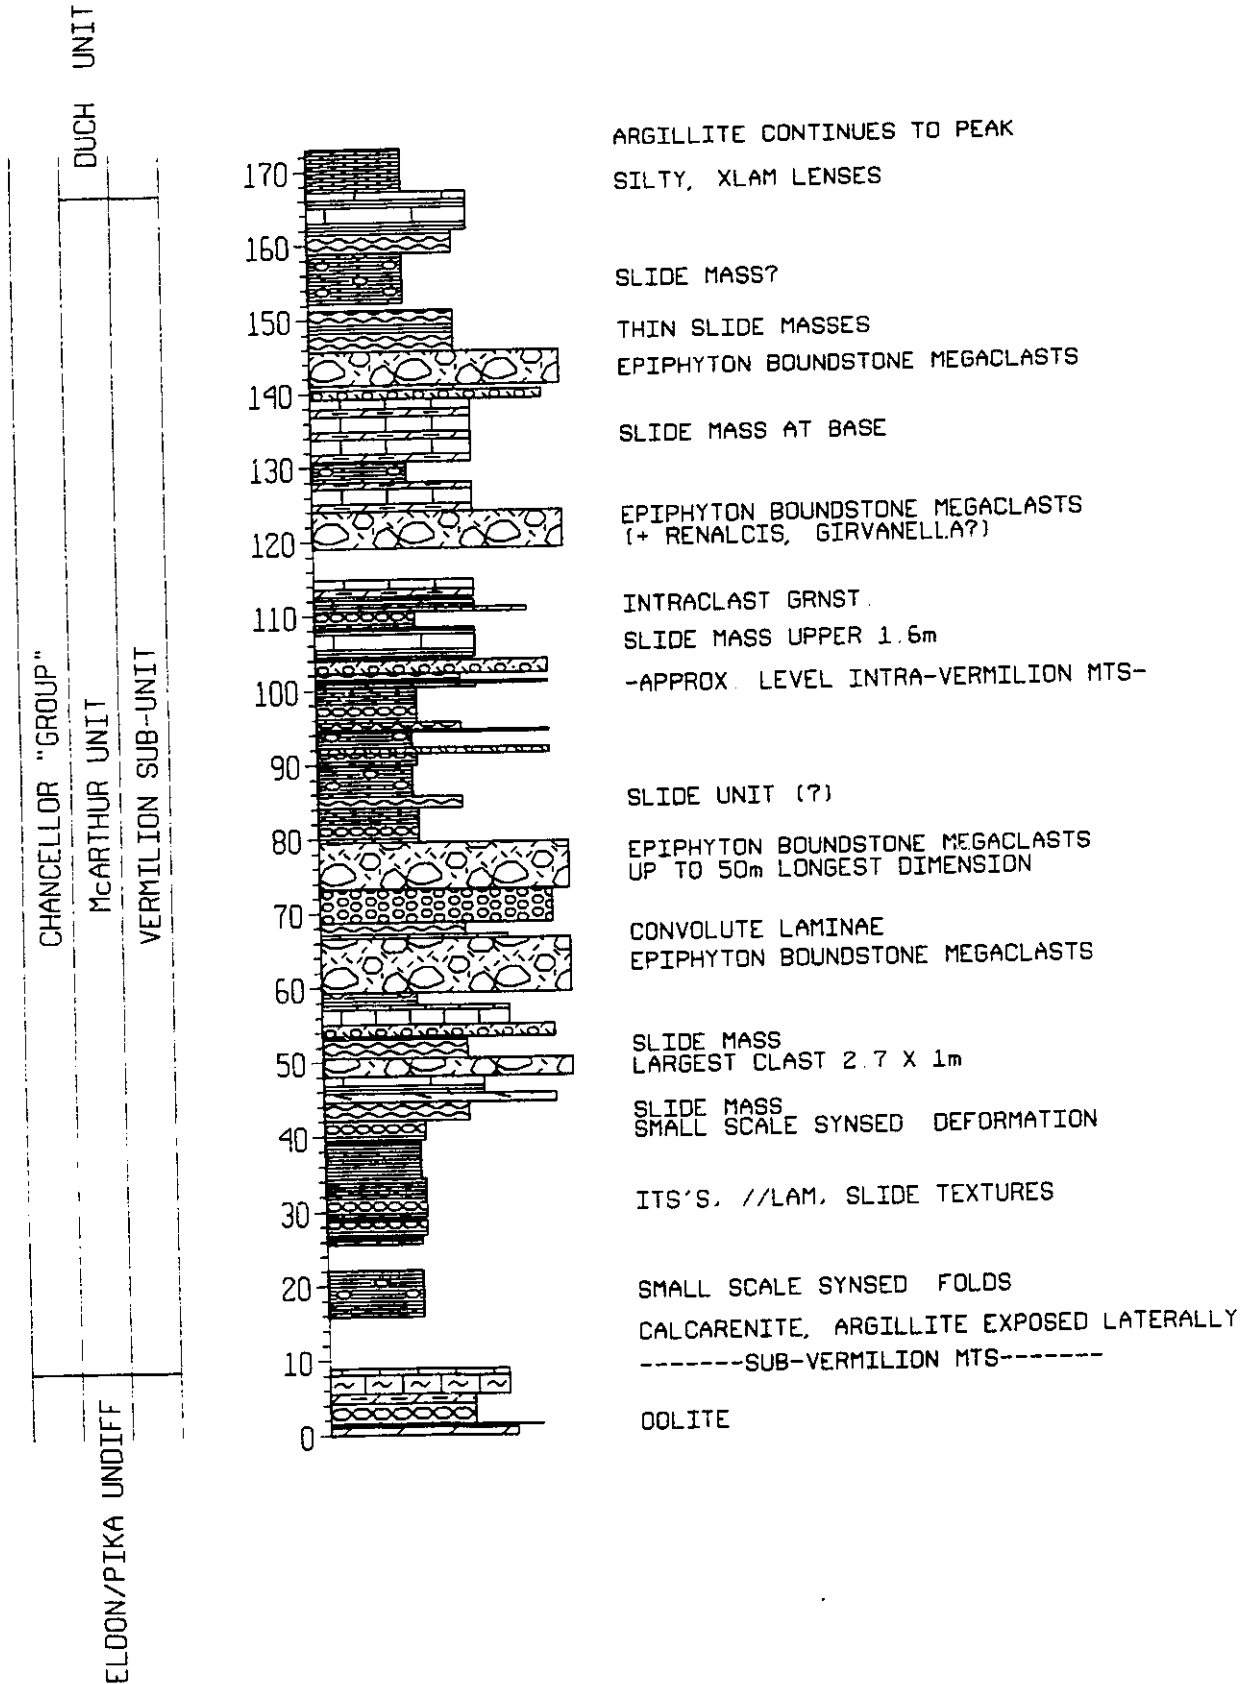 DUCH UNIT
CHANCELLOR "GROUP"
McARTHUR UNIT
VERMILION SUB-UNIT
ELDON/PIKA UNDIFF
170
160
150
140
130
120
110
100
90
80
70
60
50
40
30
20
10
0
ARGILLITE CONTINUES TO PEAK
SILTY, XLAM LENSES
SLIDE MASS?
THIN SLIDE MASSES
EPIPHYTON BOUNDSTONE MEGACLASTS
SLIDE MASS AT BASE
EPIPHYTON BOUNDSTONE MEGACLASTS
(+ RENALCIS, GIRVANELLA?)
INTRACLAST GRNST.
SLIDE MASS UPPER 1.6m
-APPROX. LEVEL INTRA-VERMILION MTS-
SLIDE UNIT (?)
EPIPHYTON BOUNDSTONE MEGACLASTS
UP TO 50m LONGEST DIMENSION
CONVOLUTE LAMINAE
EPIPHYTON BOUNDSTONE MEGACLASTS
SLIDE MASS
LARGEST CLAST 2.7 X 1m
SLIDE MASS
SMALL SCALE SYNSED DEFORMATION
ITS'S, //LAM, SLIDE TEXTURES
SMALL SCALE SYNSED FOLDS
CALCARENITE, ARGILLITE EXPOSED LATERALLY
-------SUB-VERMILION MTS-------
OOLITE